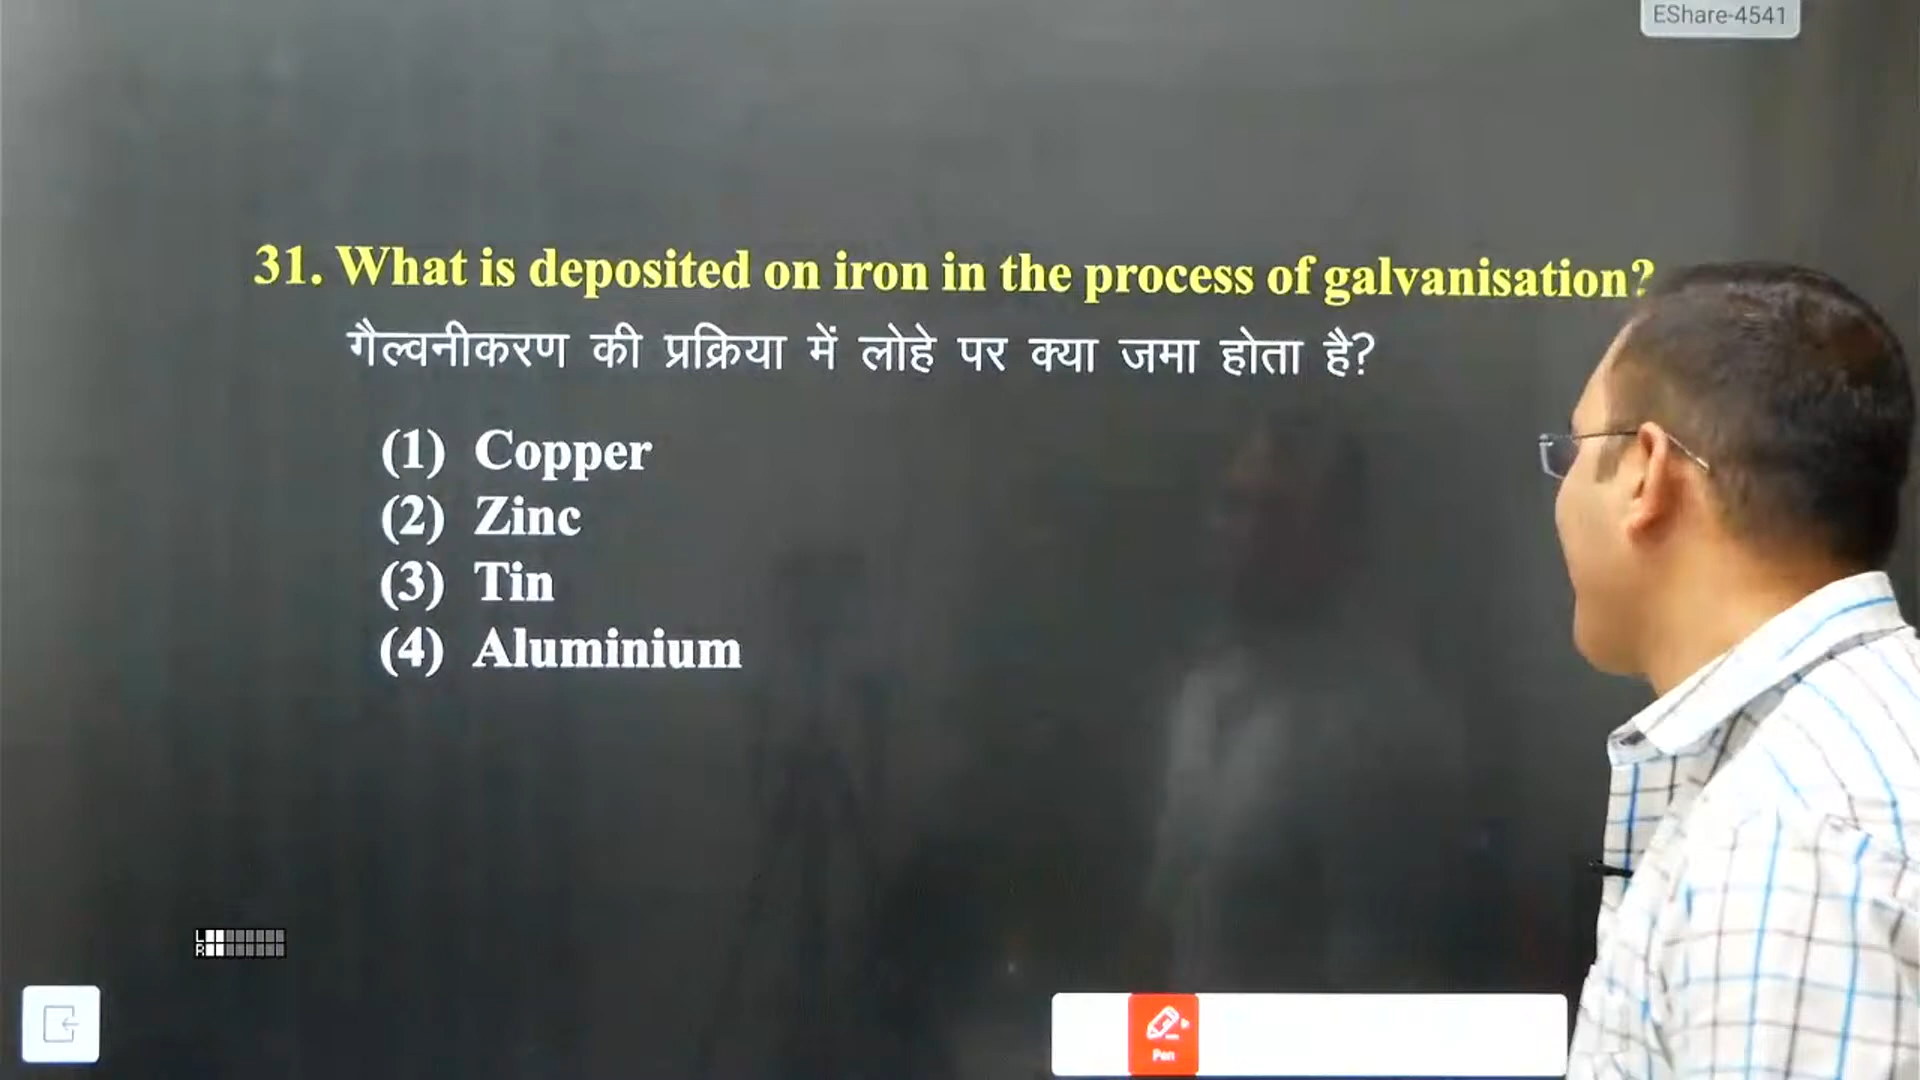 EShare-4541
31. What is deposited on iron in the process of galvanisation?
गैल्वनीकरण की प्रक्रिया में लोहे पर क्या जमा होता है?
(1) Copper
(2) Zinc
(3) Tin
(4) Aluminium
L
R
Pen